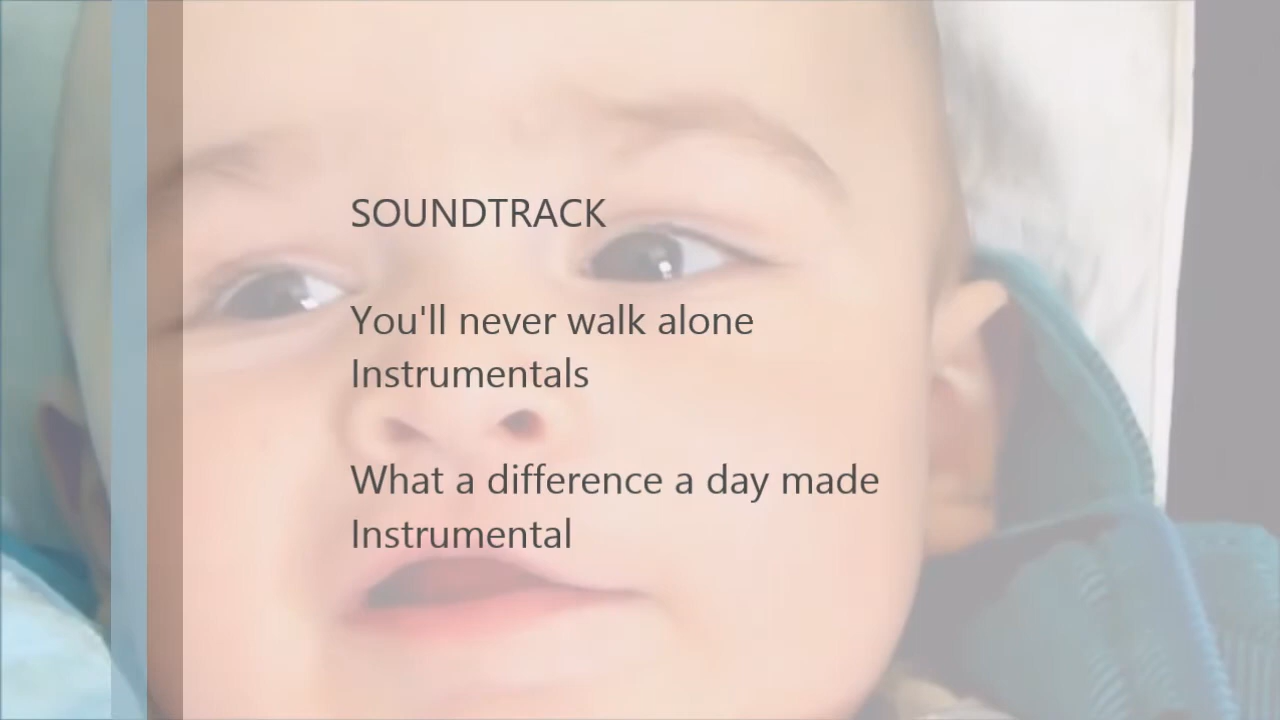 SOUNDTRACK
You'll never walk alone
Instrumentals
What a difference a day made
Instrumental